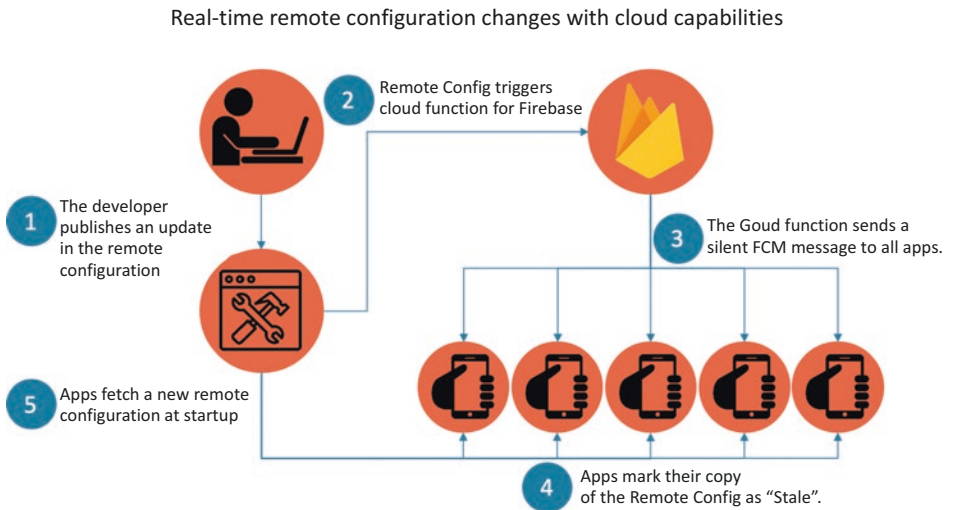 Real-time remote configuration changes with cloud capabilities
1
The developer
publishes an update
in the remote
configuration
2
Remote Config triggers
cloud function for Firebase
3
The Goud function sends a
silent FCM message to all apps.
4
Apps mark their copy
of the Remote Config as “Stale”.
5
Apps fetch a new remote
configuration at startup